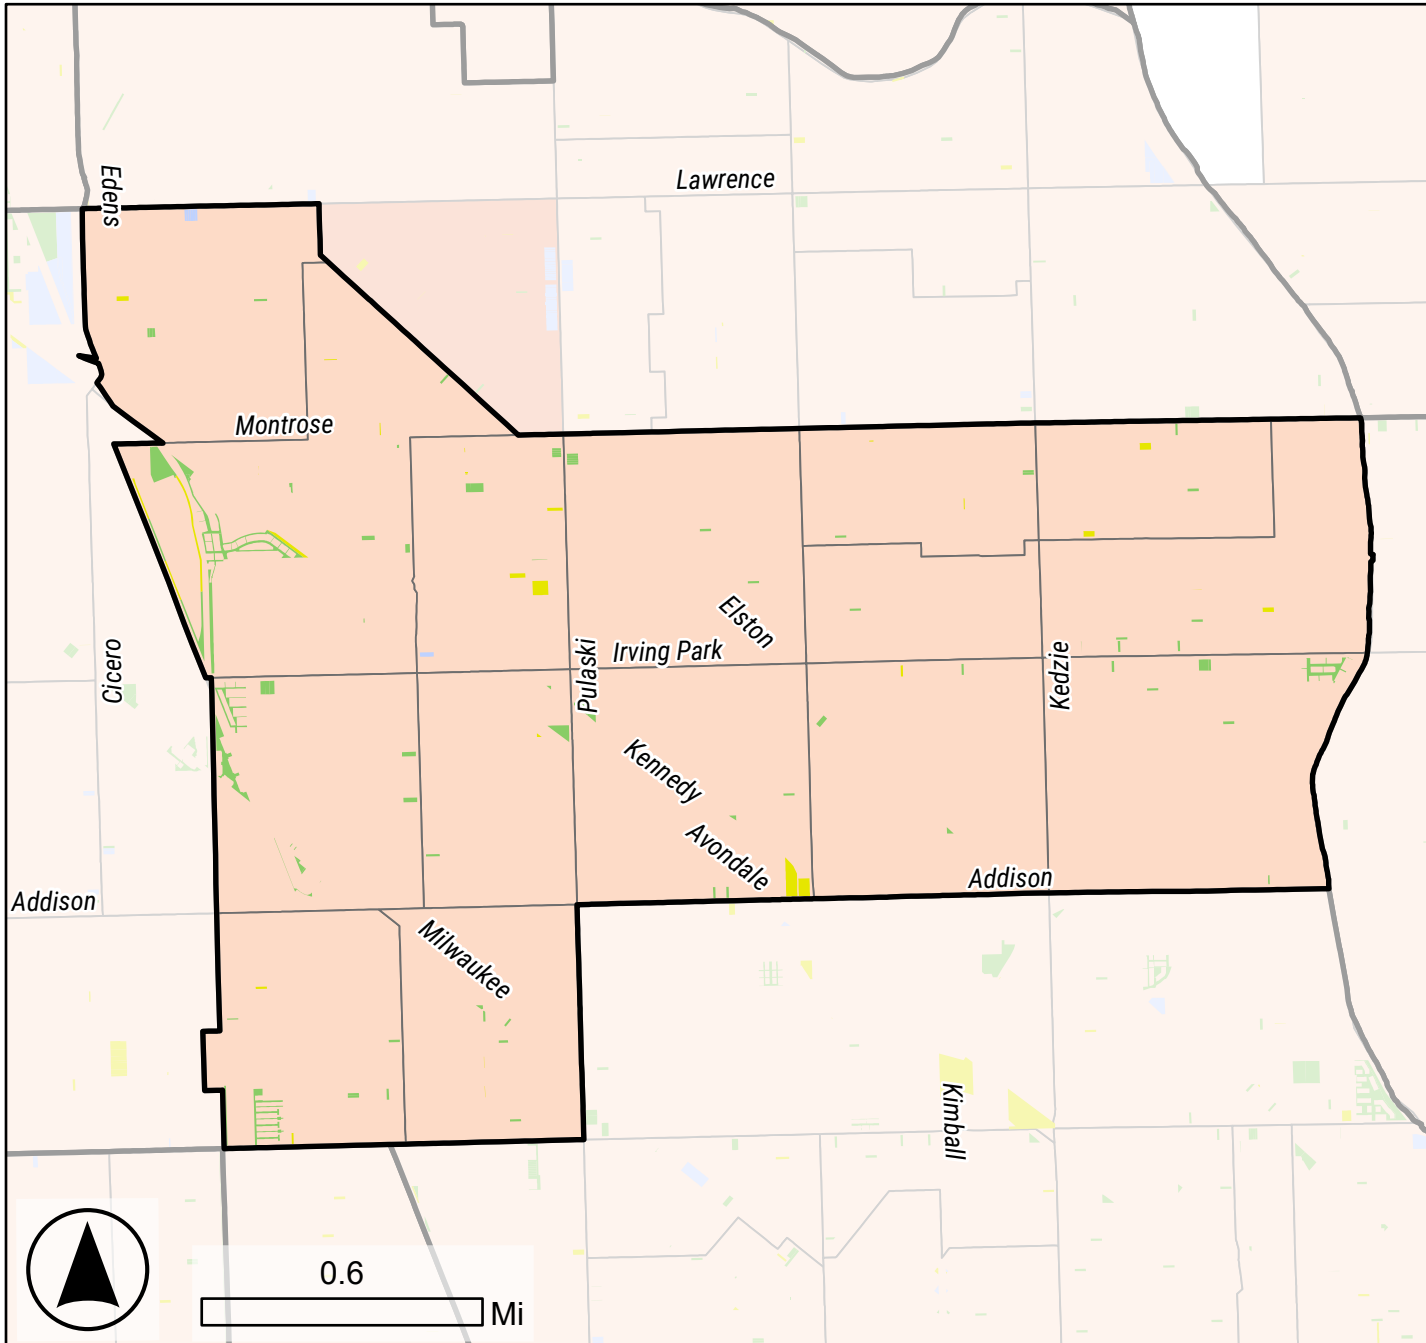 Edens
Lawrence
Montrose
Elston
Cicero
Pulaski
Irving Park
Kedzie
Kennedy
Avondale
Addison
Addison
Milwaukee
Kimball
0.6
Mi